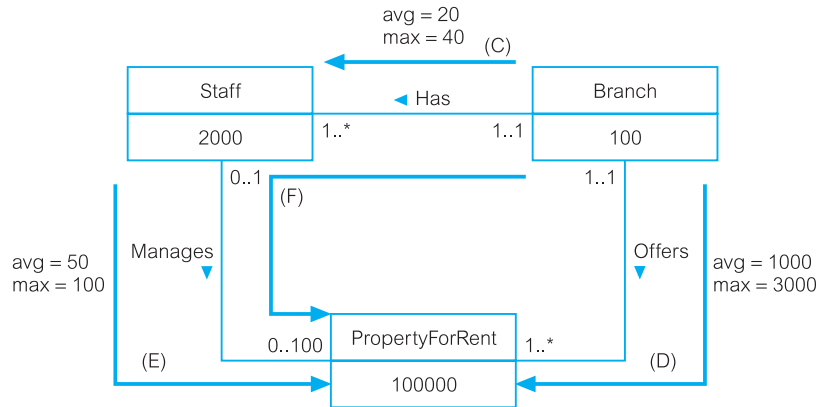 avg = 20
max = 40
(C)
Staff
Has
Branch
2000
1..*
1..1
100
0..1
(F)
1..1
Manages
Offers
avg = 50
max = 100
avg = 1000
max = 3000
0..100
PropertyForRent
1..*
(E)
100000
(D)